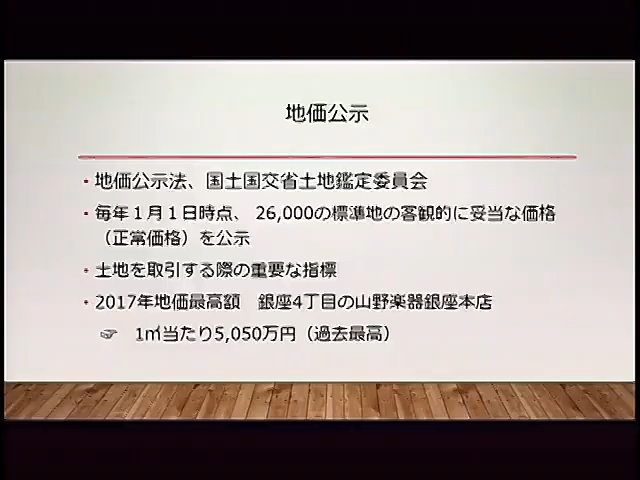 地価公示
・地価公示法、国土国交省土地鑑定委員会
・毎年１月１日時点、 26,000の標準地の客観的に妥当な価格
（正常価格）を公示
・土地を取引する際の重要な指標
・2017年地価最高額　銀座4丁目の山野楽器銀座本店
☞　1㎡当たり5,050万円（過去最高）